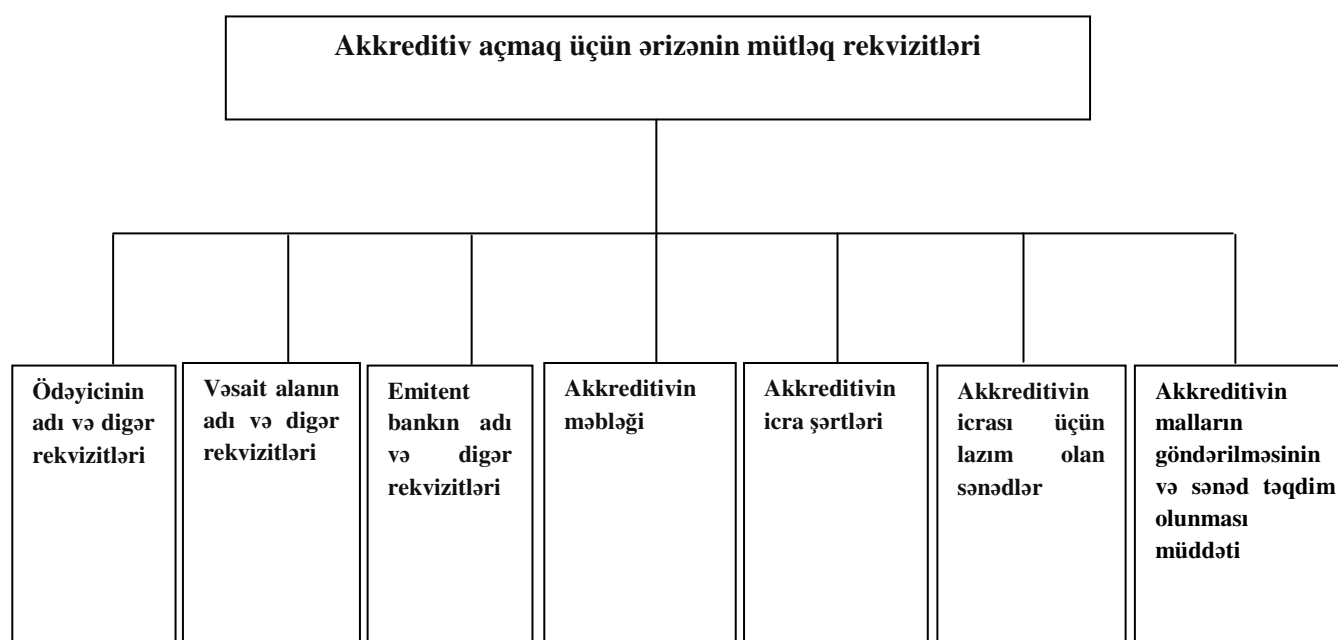 Akkreditiv açmaq üçün ərizənin mütləq rekvizitləri
Ödəyicinin
adı və digər
rekvizitləri
Vəsait alanın
adı və digər
rekvizitləri
Emitent
bankın adı
və digər
rekvizitləri
Akkreditivin
məbləği
Akkreditivin
icra şərtləri
Akkreditivin
icrası üçün
lazım olan
sənədlər
Akkreditivin
malların
göndərilməsinin
və sənəd təqdim
olunması
müddəti